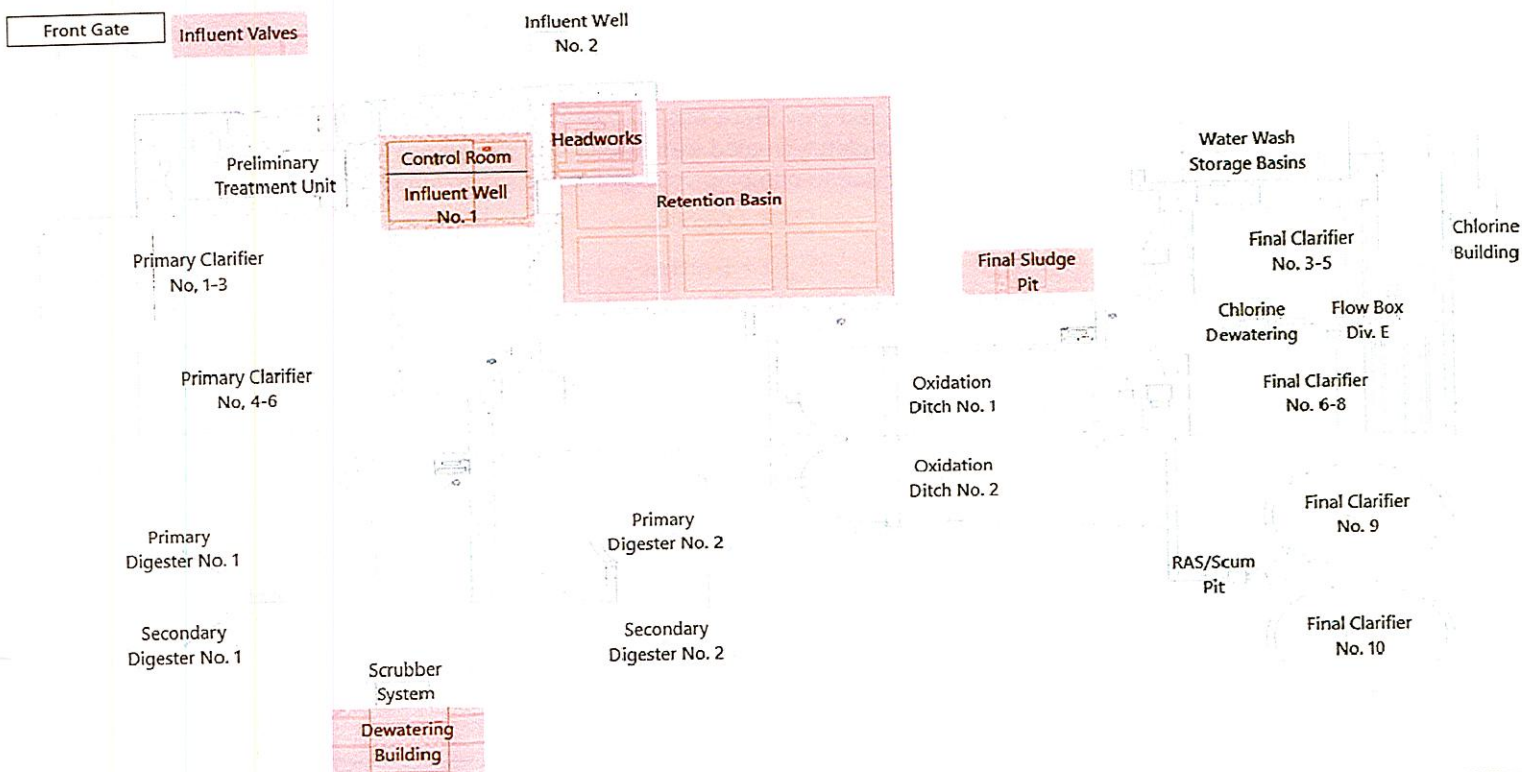 Front Gate
Influent Valves
Influent Well
No. 2
Headworks
Control Room
Influent Well
No. 1
Preliminary
Treatment Unit
Retention Basin
Water Wash
Storage Basins
Primary Clarifier
No, 1-3
Final Sludge
Pit
Final Clarifier
No. 3-5
Chlorine
Building
Chlorine
Dewatering
Flow Box
Div. E
Primary Clarifier
No, 4-6
Oxidation
Ditch No. 1
Final Clarifier
No. 6-8
Oxidation
Ditch No. 2
Final Clarifier
No. 9
Primary
Digester No. 1
Primary
Digester No. 2
RAS/Scum
Pit
Secondary
Digester No. 1
Secondary
Digester No. 2
Final Clarifier
No. 10
Scrubber
System
Dewatering
Building